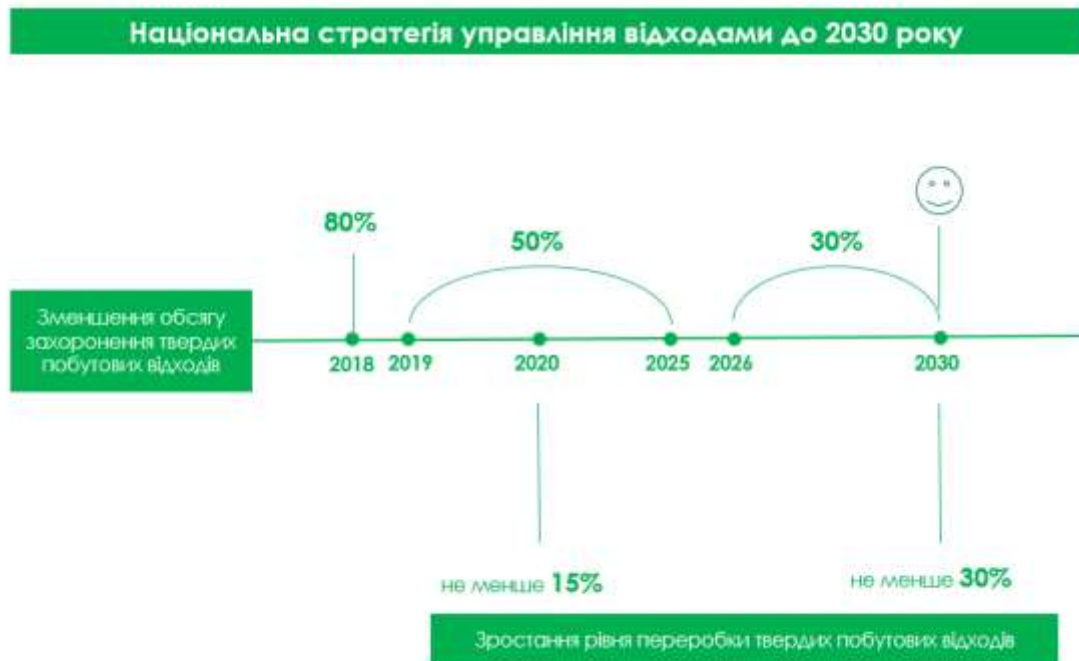 Національна стратегія управління відходами до 2030 року
80%
50%
30%
Зменшення обсягу
захоронення твердих
побутових відходів
2018 2019 2020 2025 2026 2030
не менше 15%
не менше 30%
Зростання рівня переробки твердих побутових відходів